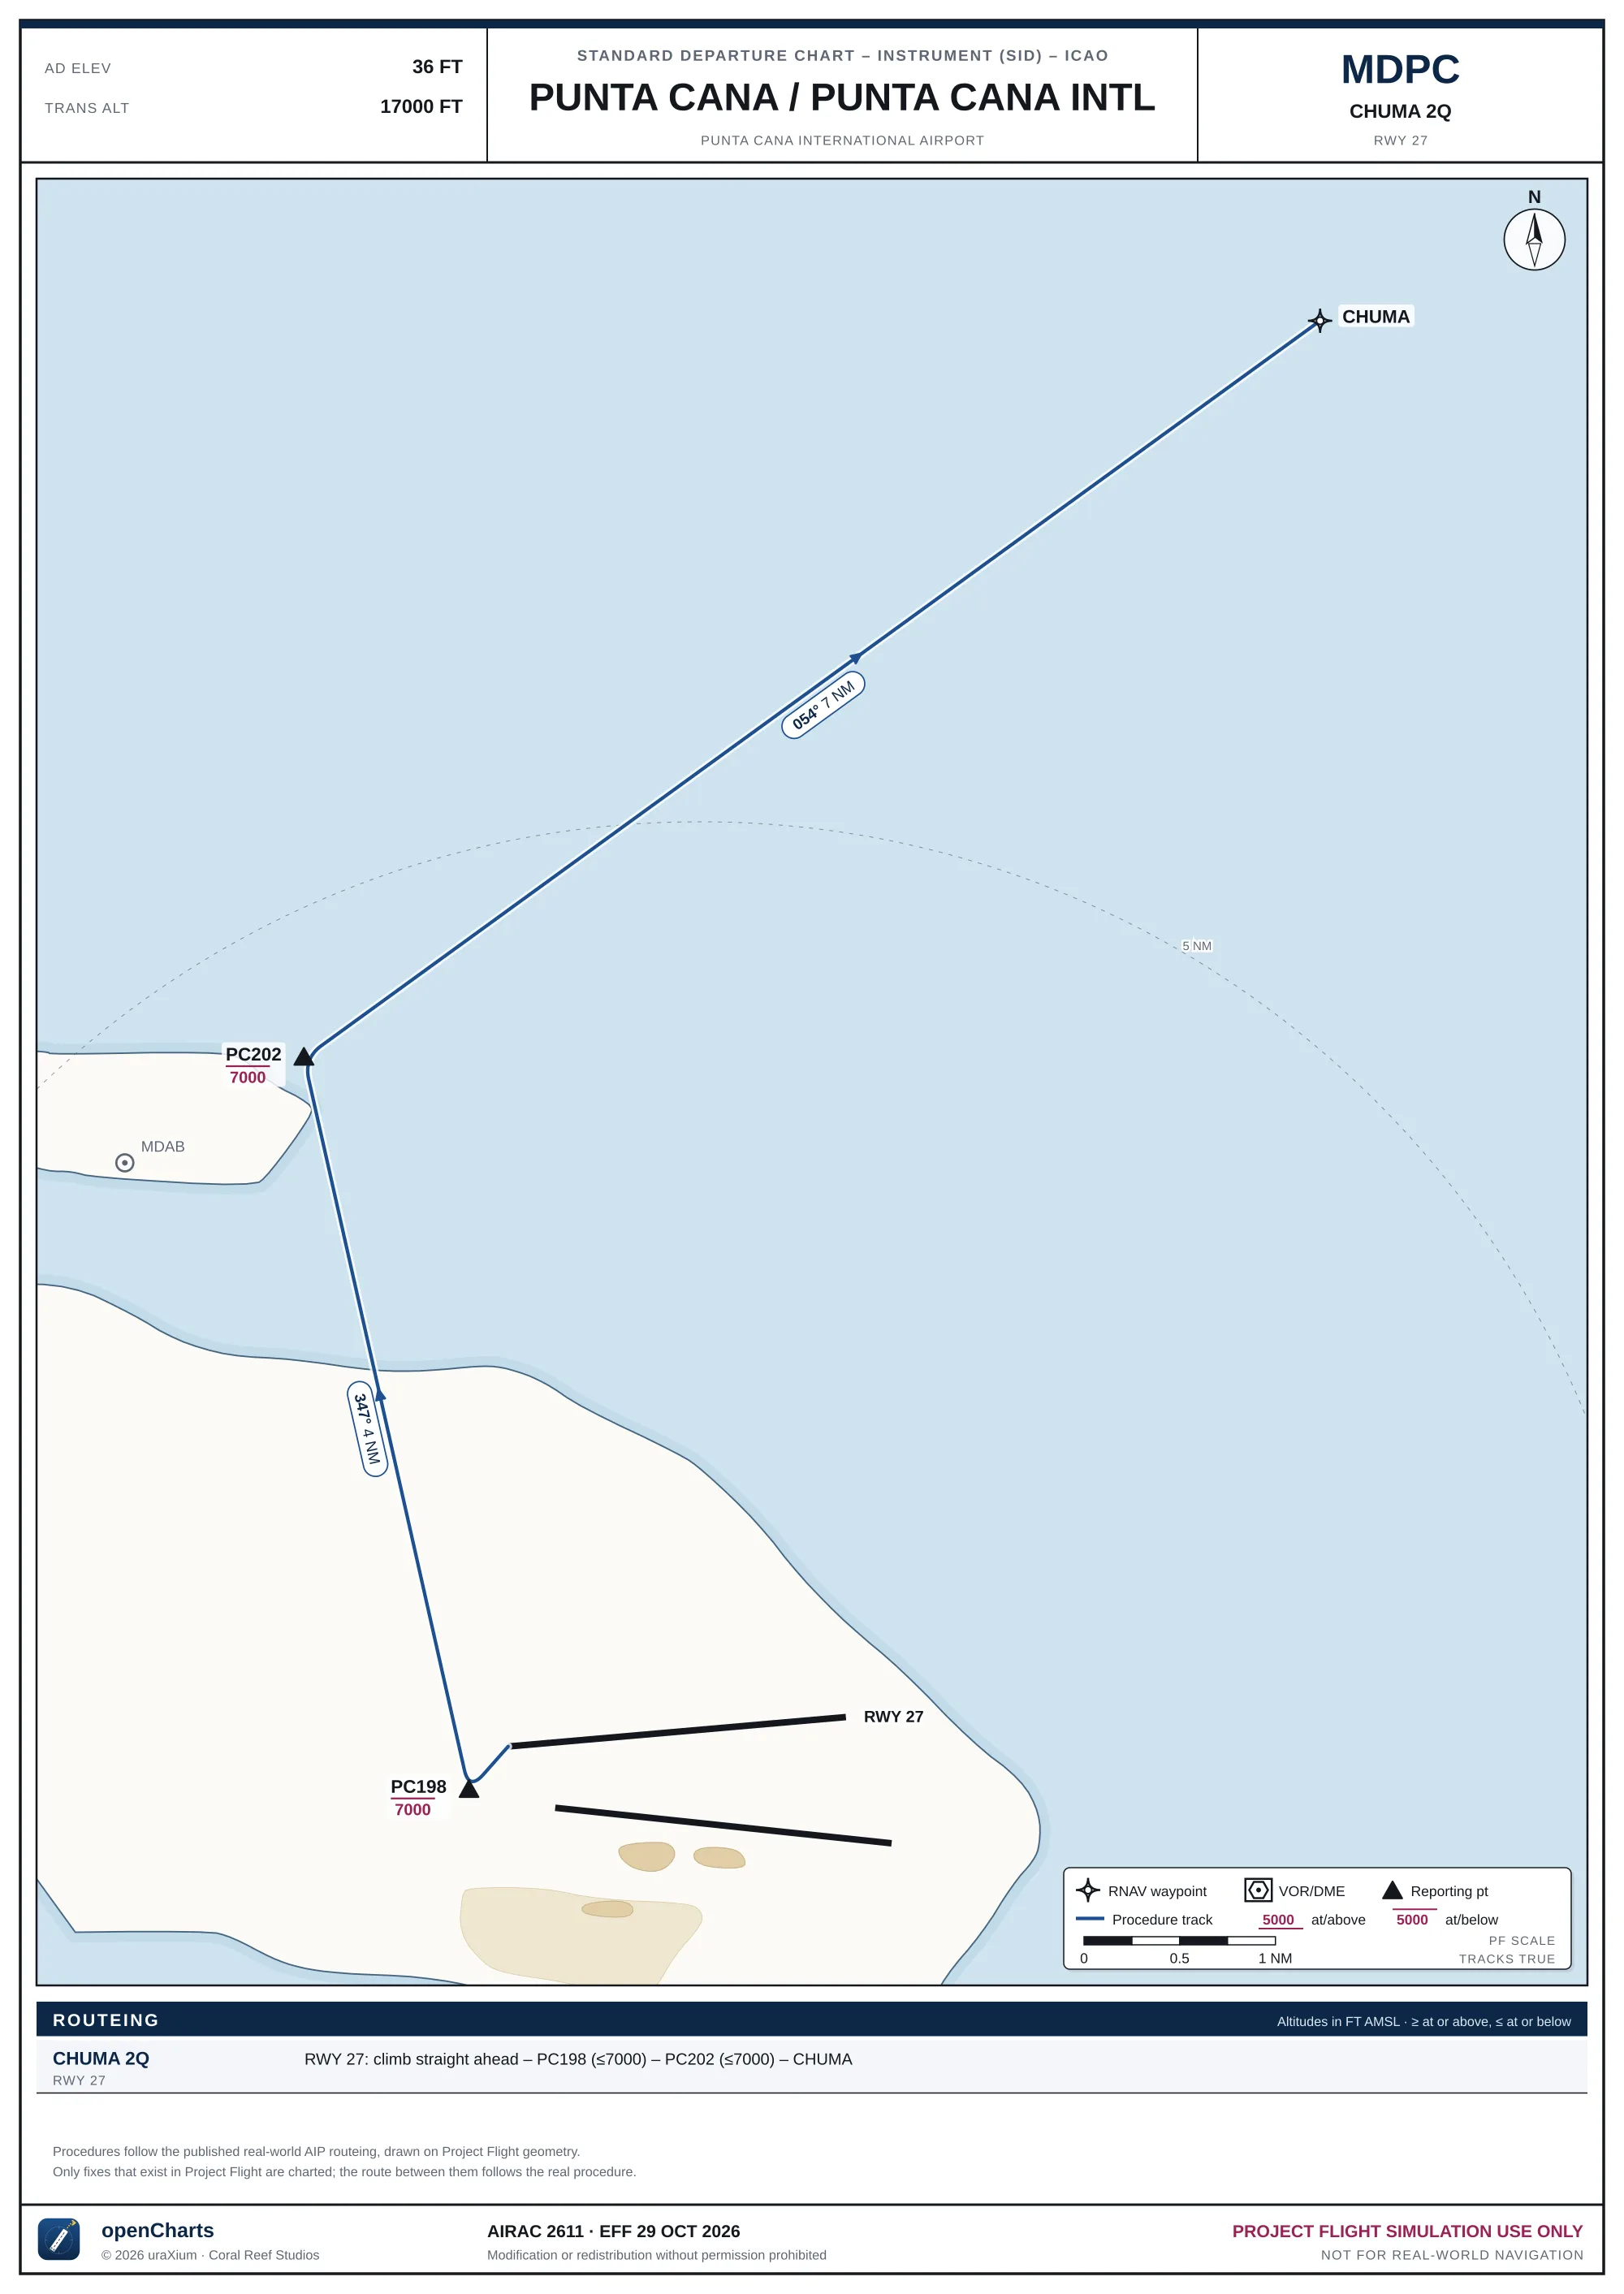 AD ELEV 36 FT
TRANS ALT 17000 FT
STANDARD DEPARTURE CHART – INSTRUMENT (SID) – ICAO
PUNTA CANA / PUNTA CANA INTL
PUNTA CANA INTERNATIONAL AIRPORT
MDPC
CHUMA 2Q
RWY 27
N
CHUMA
054° 7 NM
5 NM
PC202
7000
MDAB
347° 4 NM
RWY 27
PC198
7000
RNAV waypoint VOR/DME Reporting pt
Procedure track 5000 at/above 5000 at/below
PF SCALE
0 0.5 1 NM TRACKS TRUE
ROUTEING Altitudes in FT AMSL · ≥ at or above, ≤ at or below
CHUMA 2Q RWY 27: climb straight ahead – PC198 (≤7000) – PC202 (≤7000) – CHUMA
RWY 27
Procedures follow the published real-world AIP routeing, drawn on Project Flight geometry.
Only fixes that exist in Project Flight are charted; the route between them follows the real procedure.
openCharts AIRAC 2611 · EFF 29 OCT 2026 PROJECT FLIGHT SIMULATION USE ONLY
© 2026 uraXium · Coral Reef Studios Modification or redistribution without permission prohibited NOT FOR REAL-WORLD NAVIGATION